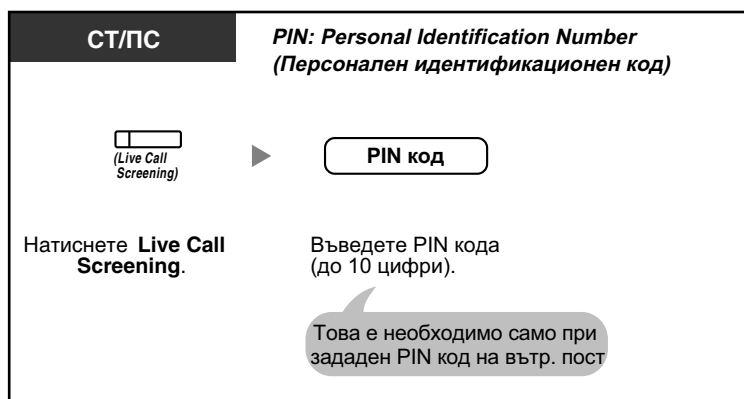 СТ/ПС
PIN: Personal Identification Number
(Персонален идентификационен код)
(Live Call
Screening)
PIN код
Натиснете Live Call
Screening.
Въведете PIN кода
(до 10 цифри).
Това е необходимо само при
зададен PIN код на вътр. пост